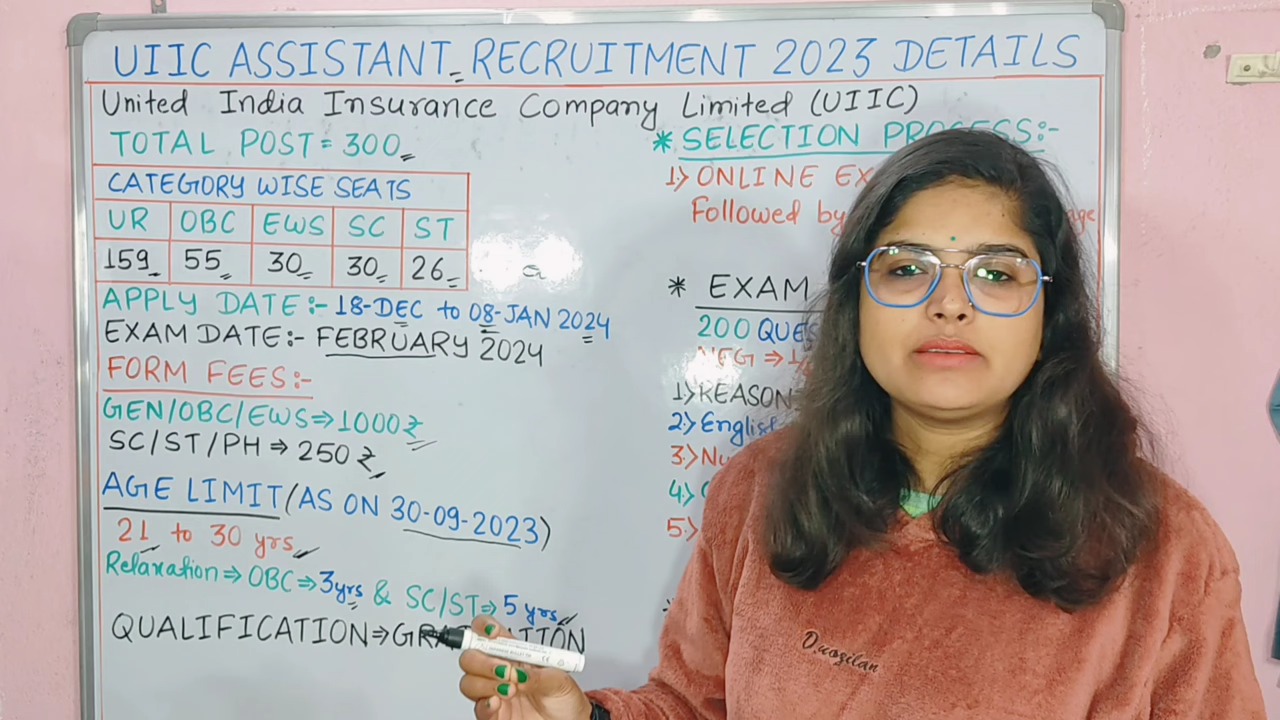 UIIC ASSISTANT RECRUITMENT 2023 DETAILS
United India Insurance Company Limited (UIIC)
TOTAL POST = 300
CATEGORY WISE SEATS
UR OBC EWS SC ST
159 55 30 30 26
APPLY DATE:- 18-DEC to 08-JAN 2024
EXAM DATE:- FEBRUARY 2024
FORM FEES:-
GEN/OBC/EWS⇒1000₹
SC/ST/PH ⇒ 250 ₹
AGE LIMIT (AS ON 30-09-2023)
21 to 30 yrs
Relaxation ⇒ OBC ⇒ 3yrs & SC/ST⇒ 5 yrs
QUALIFICATION⇒GRADUATION
* SELECTION PROCESS:-
1.> ONLINE EX
Followed by
* EXAM
200 QUES
NEG ⇒ 1/
1.>REASON
2.>English
3.>Nu
4.>
5.>